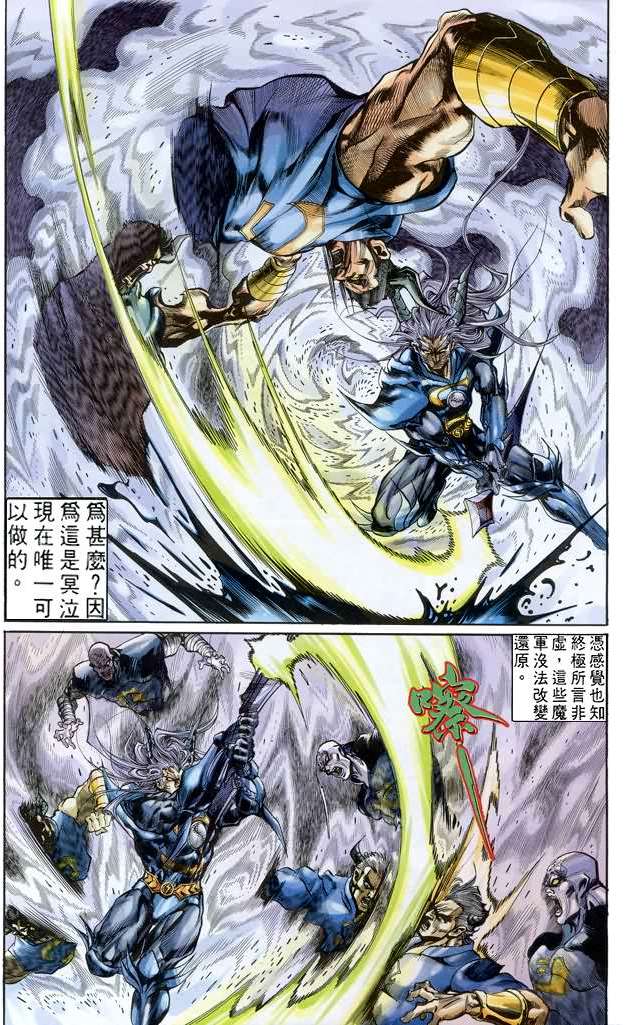 為甚麼？因
為這是冥泣
現在唯一可
以做的。
憑感覺也知
終極所言非
虛，這些魔
軍沒法改變
還原。
嚓